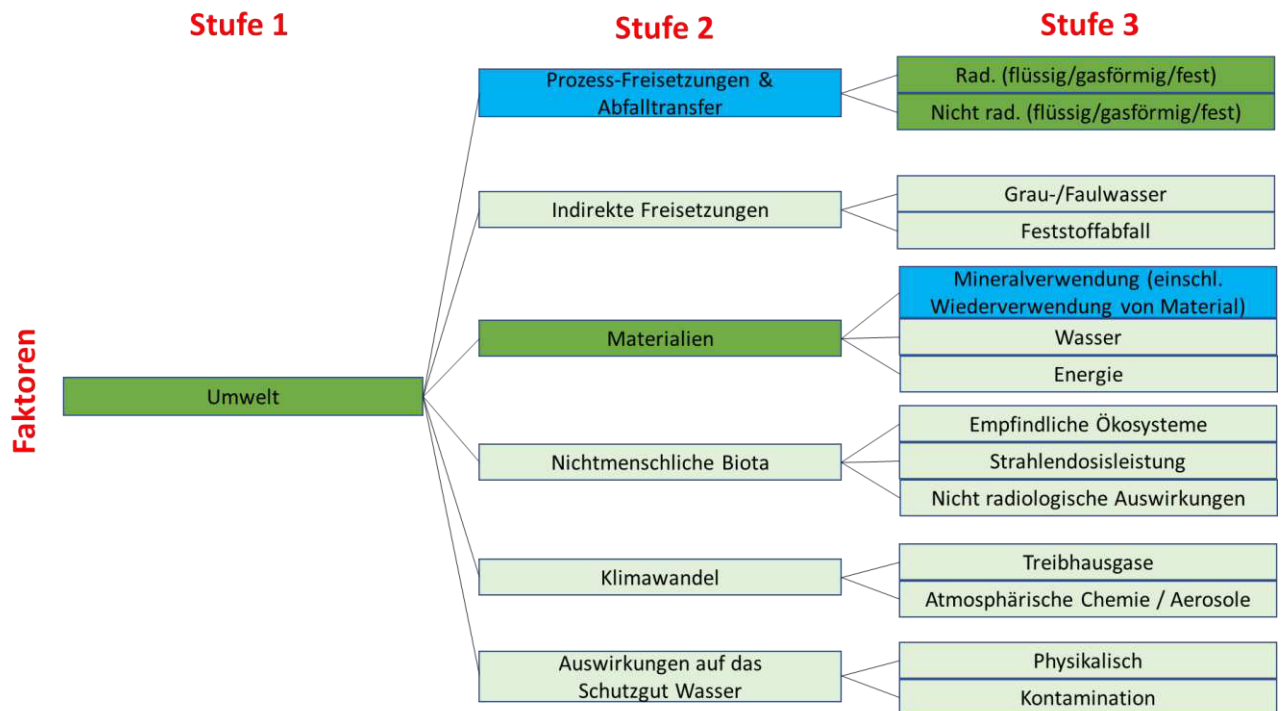 Stufe 1
Stufe 2
Stufe 3
Faktoren
Umwelt
Prozess-Freisetzungen &
Abfalltransfer
Rad. (flüssig/gasförmig/fest)
Nicht rad. (flüssig/gasförmig/fest)
Indirekte Freisetzungen
Grau-/Faulwasser
Feststoffabfall
Materialien
Mineralverwendung (einschl.
Wiederverwendung von Material)
Wasser
Energie
Nichtmenschliche Biota
Empfindliche Ökosysteme
Strahlendosisleistung
Nicht radiologische Auswirkungen
Klimawandel
Treibhausgase
Atmosphärische Chemie / Aerosole
Auswirkungen auf das
Schutzgut Wasser
Physikalisch
Kontamination